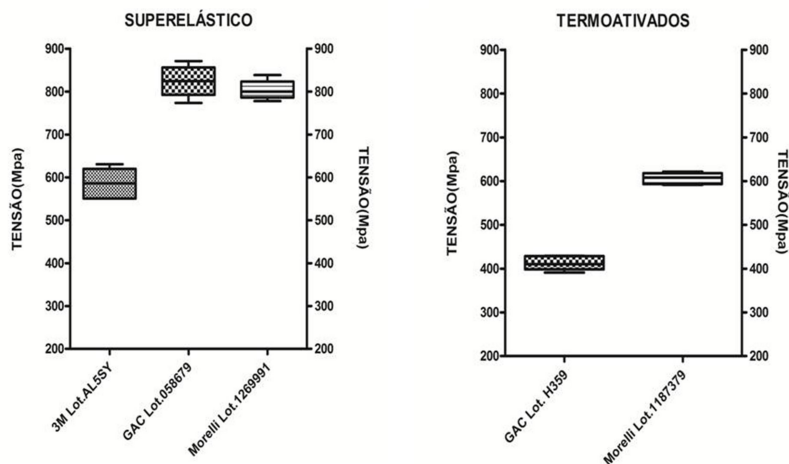 SUPERELÁSTICO
TENSÃO(Mpa)
900
800
700
600
500
400
300
200
900
800
700
600
500
400
300
200
TENSÃO(Mpa)
3M Lot.AL5SY
GAC Lot.058679
Morelli Lot.1269991
TERMOATIVADOS
TENSÃO(Mpa)
900
800
700
600
500
400
300
200
900
800
700
600
500
400
300
200
TENSÃO(Mpa)
GAC Lot. H359
Morelli Lot.1187379